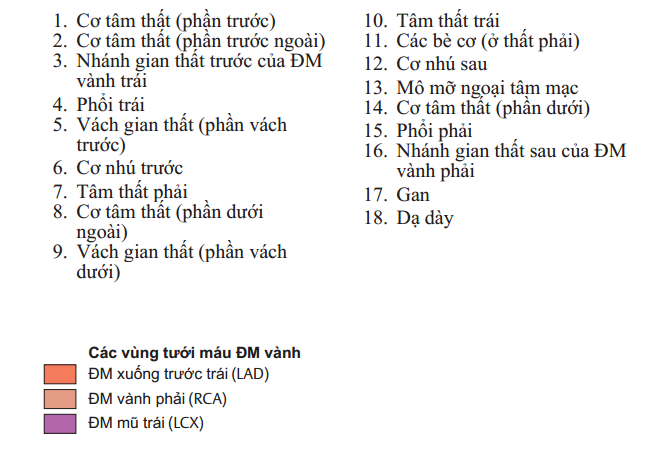 1. Cơ tâm thất (phần trước)
2. Cơ tâm thất (phần trước ngoài)
3. Nhánh gian thất trước của ĐM
vành trái
4. Phổi trái
5. Vách gian thất (phần vách
trước)
6. Cơ nhú trước
7. Tâm thất phải
8. Cơ tâm thất (phần dưới
ngoài)
9. Vách gian thất (phần vách
dưới)
10. Tâm thất trái
11. Các bè cơ (ở thất phải)
12. Cơ nhú sau
13. Mô mỡ ngoại tâm mạc
14. Cơ tâm thất (phần dưới)
15. Phổi phải
16. Nhánh gian thất sau của ĐM
vành phải
17. Gan
18. Dạ dày
Các vùng tưới máu ĐM vành
ĐM xuống trước trái (LAD)
ĐM vành phải (RCA)
ĐM mũ trái (LCX)